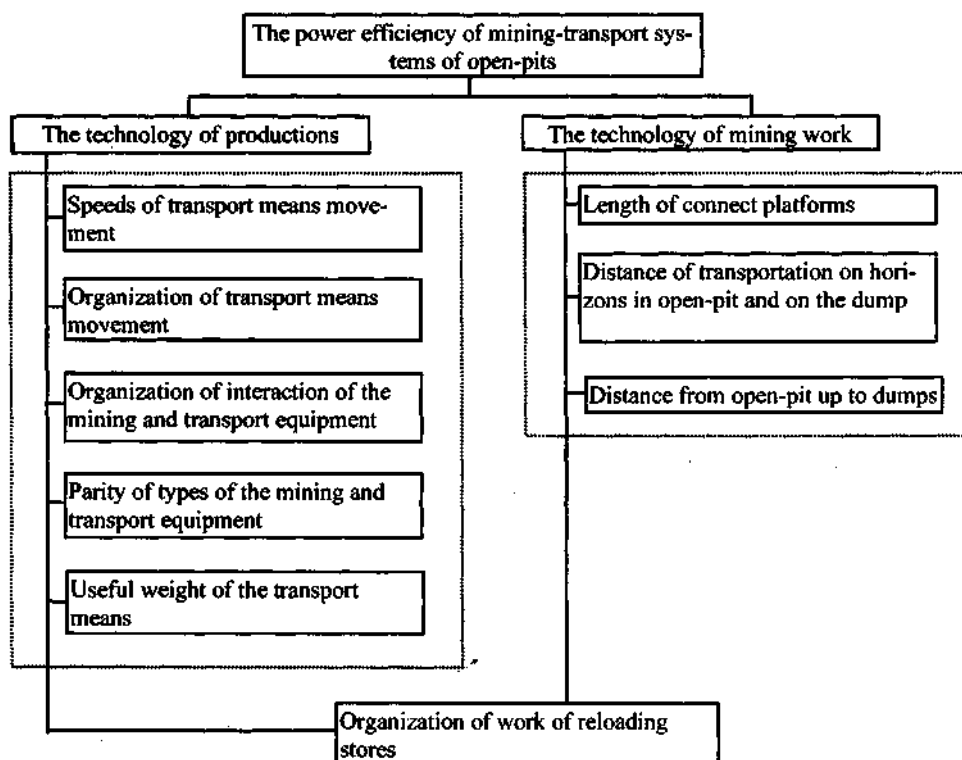 The power efficiency of mining-transport sys-
tems of open-pits
The technology of productions
The technology of mining work
Speeds of transport means move-
ment
Organization of transport means
movement
Organization of interaction of the
mining and transport equipment
Parity of types of the mining and
transport equipment
Useful weight of the transport
means
Length of connect platforms
Distance of transportation on hori-
zons in open-pit and on the dump
Distance from open-pit up to dumps
Organization of work of reloading
stores